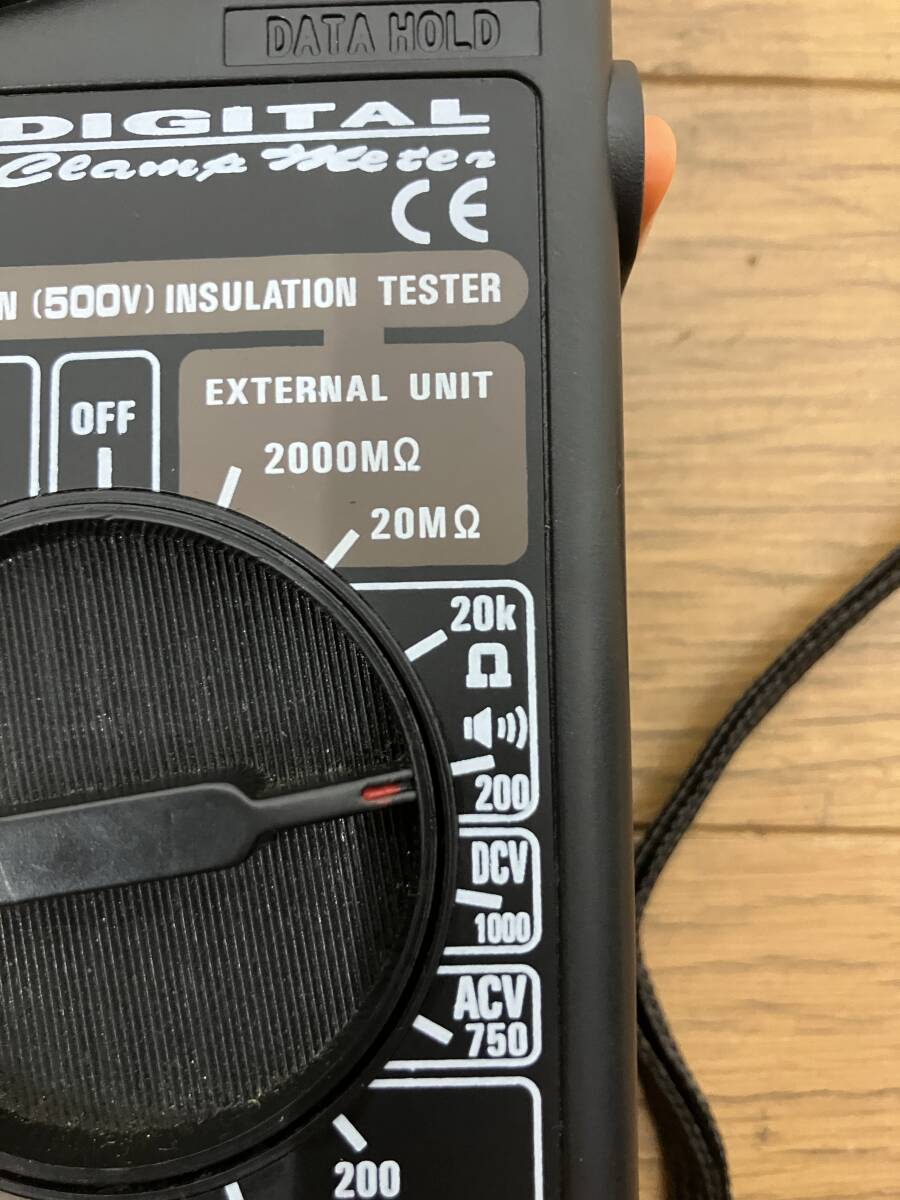 DATA HOLD
DIGITAL
Clamp Meter
CE
N (500V) INSULATION TESTER
EXTERNAL UNIT
OFF
2000MΩ
20MΩ
20k
Ω
200
DCV
1000
ACV
750
200